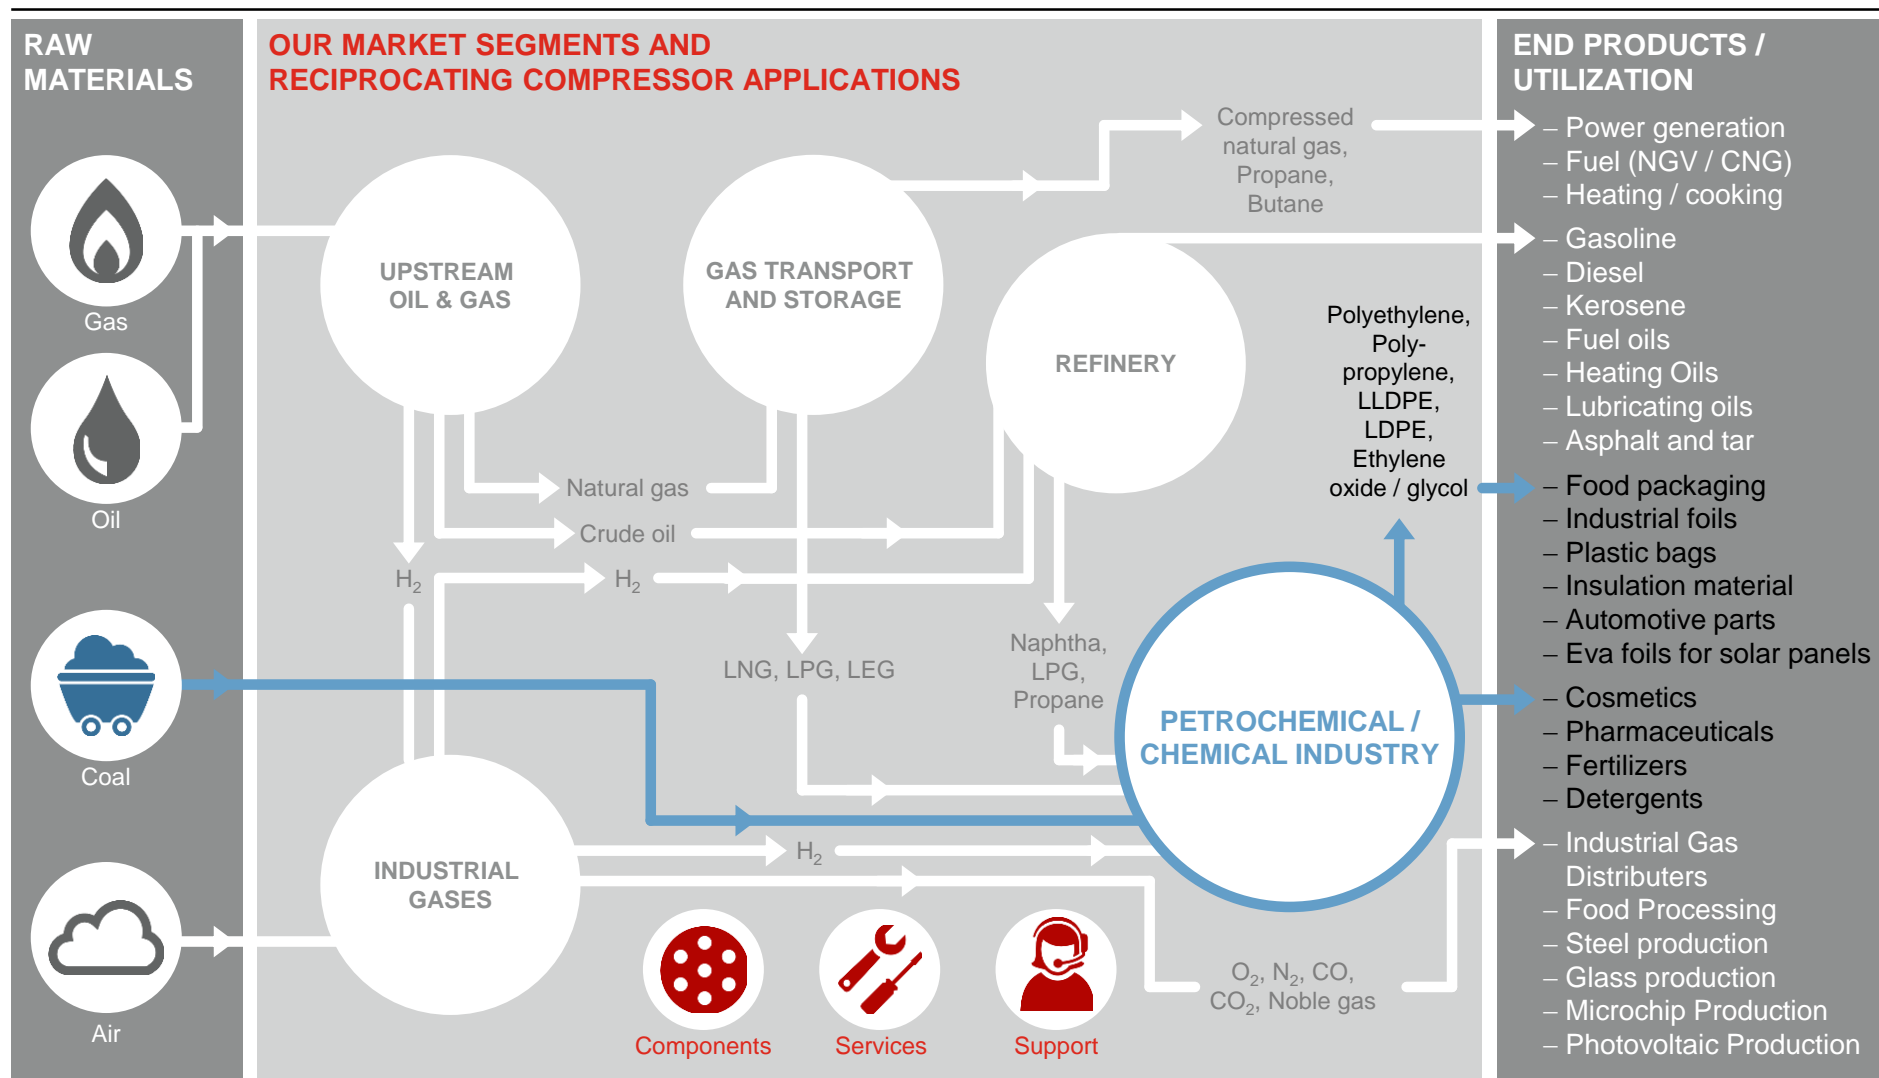 RAW
MATERIALS
Gas
Oil
Coal
Air
OUR MARKET SEGMENTS AND
RECIPROCATING COMPRESSOR APPLICATIONS
UPSTREAM
OIL & GAS
GAS TRANSPORT
AND STORAGE
Compressed
natural gas,
Propane,
Butane
REFINERY
Polyethylene,
Poly-
propylene,
LLDPE,
LDPE,
Ethylene
oxide / glycol
Natural gas
Crude oil
H₂
H₂
LNG, LPG, LEG
Naphtha,
LPG,
Propane
PETROCHEMICAL /
CHEMICAL INDUSTRY
INDUSTRIAL
GASES
H₂
O₂, N₂, CO,
CO₂, Noble gas
Components
Services
Support
END PRODUCTS /
UTILIZATION
– Power generation
– Fuel (NGV / CNG)
– Heating / cooking
– Gasoline
– Diesel
– Kerosene
– Fuel oils
– Heating Oils
– Lubricating oils
– Asphalt and tar
– Food packaging
– Industrial foils
– Plastic bags
– Insulation material
– Automotive parts
– Eva foils for solar panels
– Cosmetics
– Pharmaceuticals
– Fertilizers
– Detergents
– Industrial Gas
Distributers
– Food Processing
– Steel production
– Glass production
– Microchip Production
– Photovoltaic Production